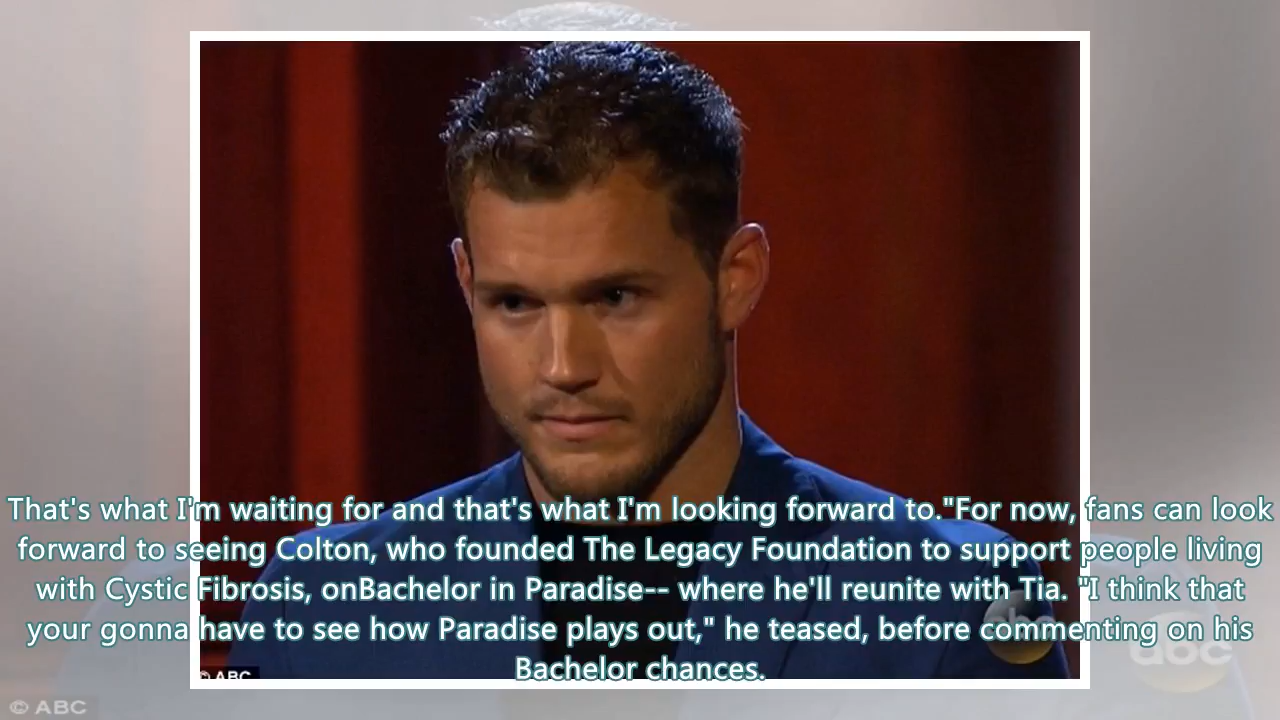 That's what I'm waiting for and that's what I'm looking forward to."For now, fans can look
forward to seeing Colton, who founded The Legacy Foundation to support people living
with Cystic Fibrosis, onBachelor in Paradise-- where he'll reunite with Tia. "I think that
your gonna have to see how Paradise plays out," he teased, before commenting on his
Bachelor chances.
abc
abc
© ABC
© ABC